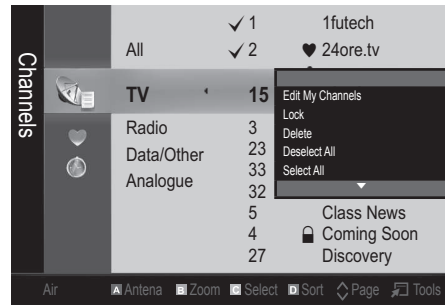 Channels
✓ 1 1futech
All ✓ 2 ♥ 24ore.tv
TV 15
Radio 3
Data/Other 23
Analogue 33
32
5 Class News
4 Coming Soon
27 Discovery
Edit My Channels
Lock
Delete
Deselect All
Select All
Air A Antena B Zoom C Select D Sort Page Tools